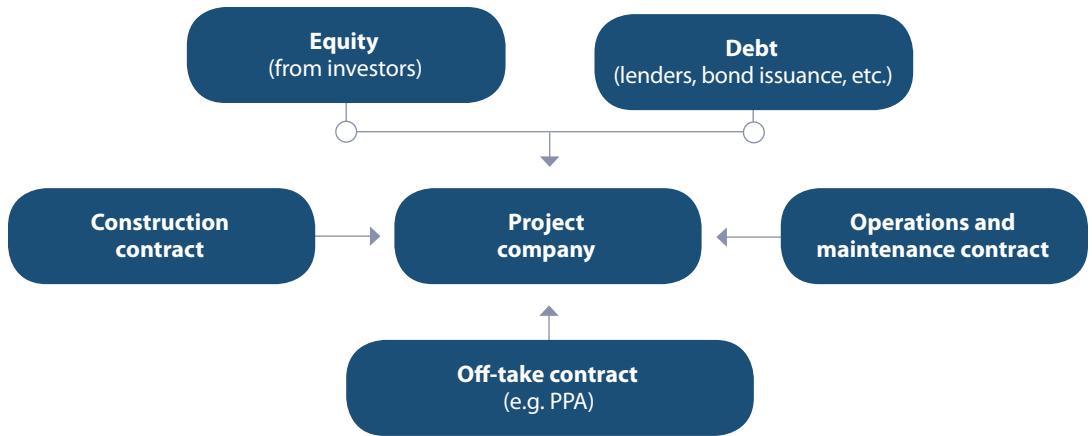 Equity
(from investors)
Debt
(lenders, bond issuance, etc.)
Construction
contract
Project
company
Operations and
maintenance contract
Off-take contract
(e.g. PPA)